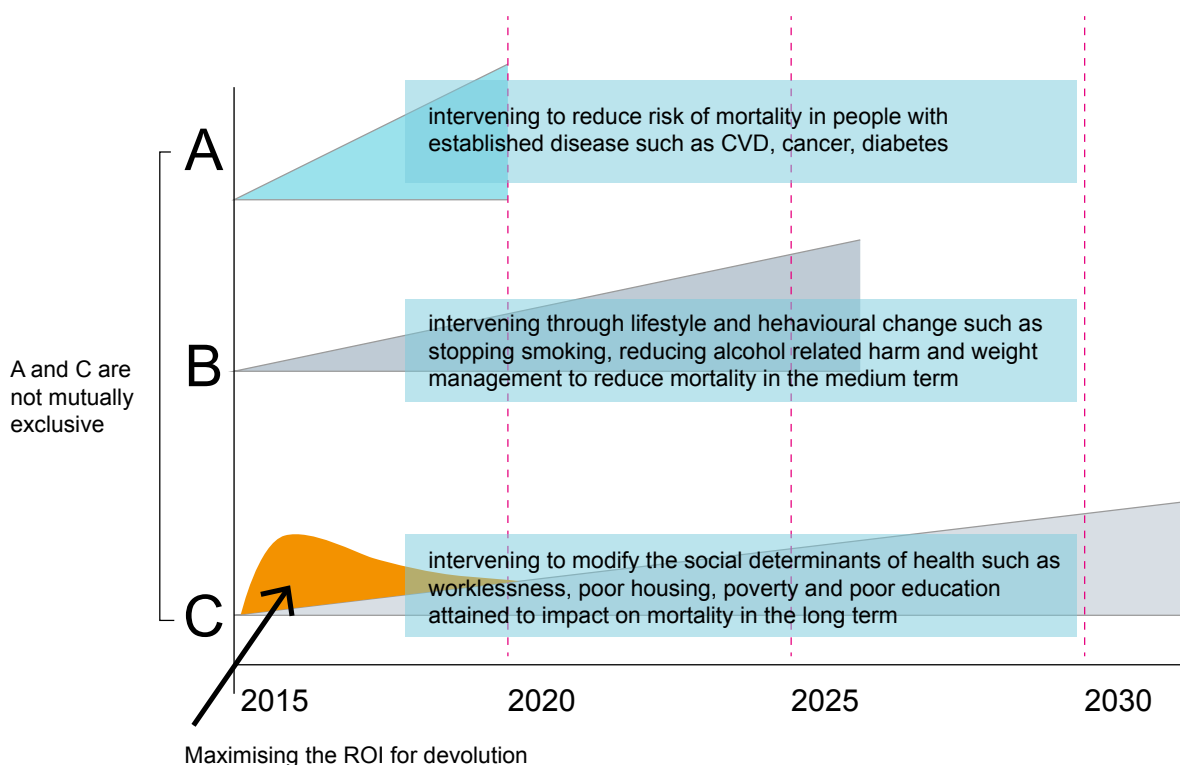 A
intervening to reduce risk of mortality in people with
established disease such as CVD, cancer, diabetes
B
intervening through lifestyle and hehavioural change such as
stopping smoking, reducing alcohol related harm and weight
management to reduce mortality in the medium term
A and C are
not mutually
exclusive
C
intervening to modify the social determinants of health such as
worklessness, poor housing, poverty and poor education
attained to impact on mortality in the long term
2015
2020
2025
2030
Maximising the ROI for devolution